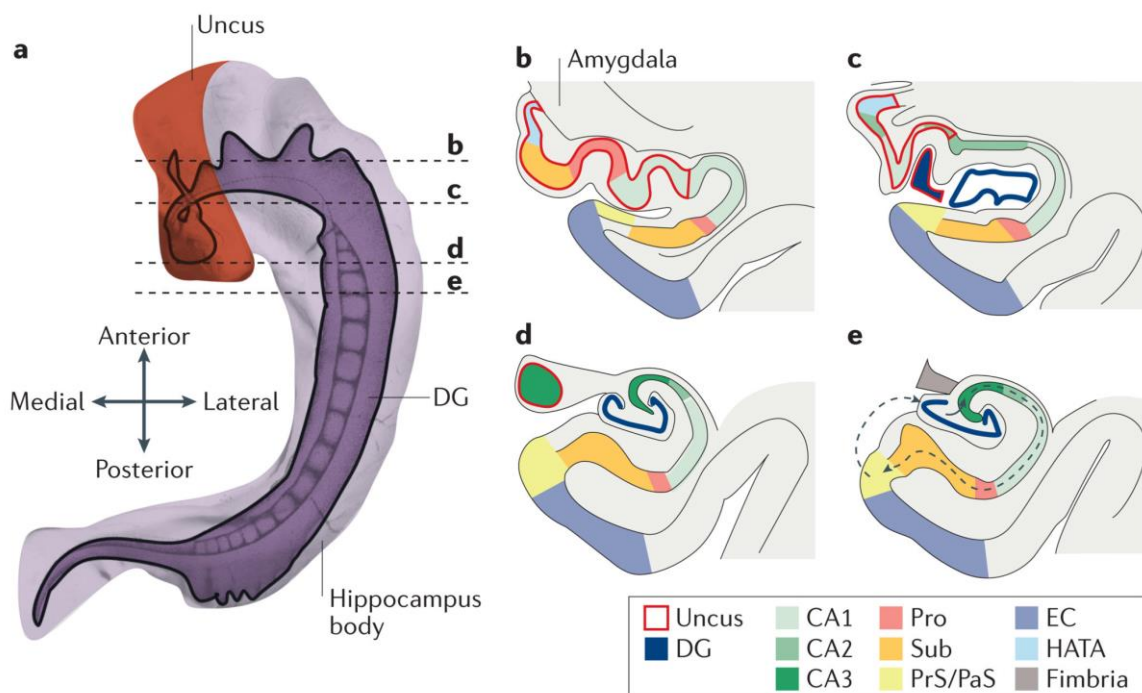 a
Uncus
b
c
d
e
Anterior
Medial
Lateral
Posterior
DG
Hippocampus
body
b
Amygdala
c
d
e
Uncus
DG
CA1
CA2
CA3
Pro
Sub
PrS/PaS
EC
HATA
Fimbria